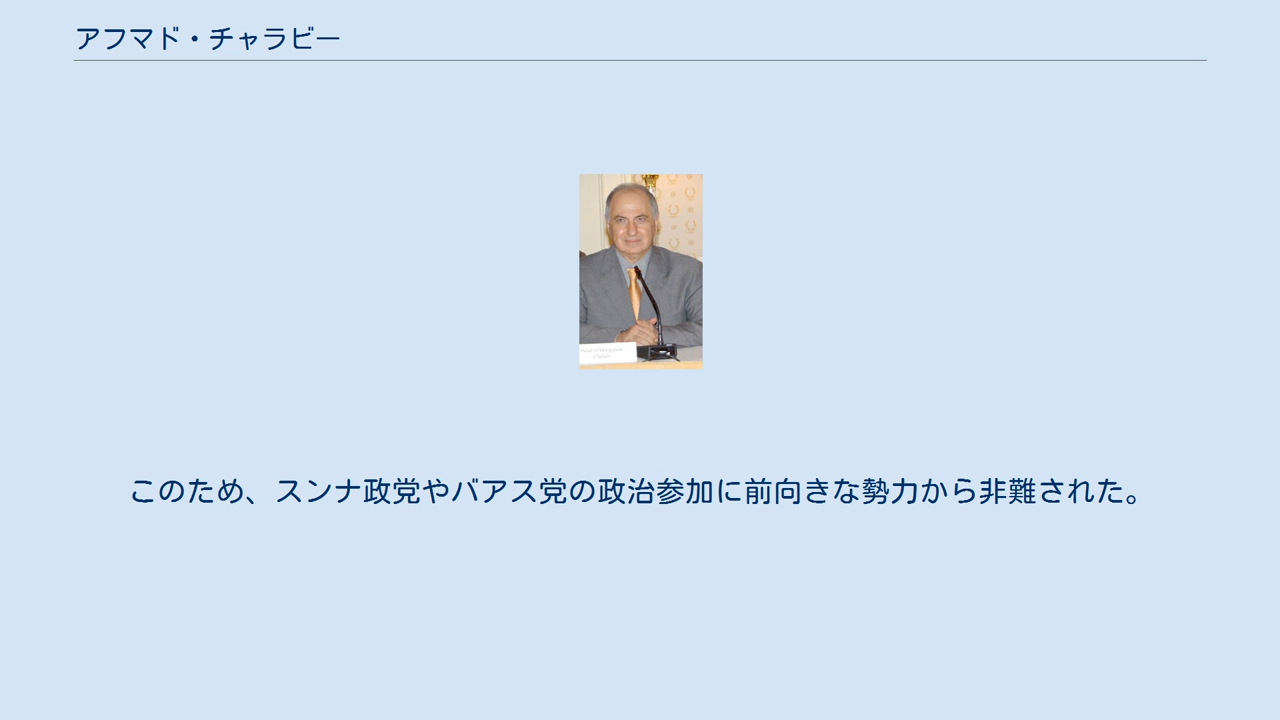 アフマド・チャラビー
このため、スンナ政党やバアス党の政治参加に前向きな勢力から非難された。